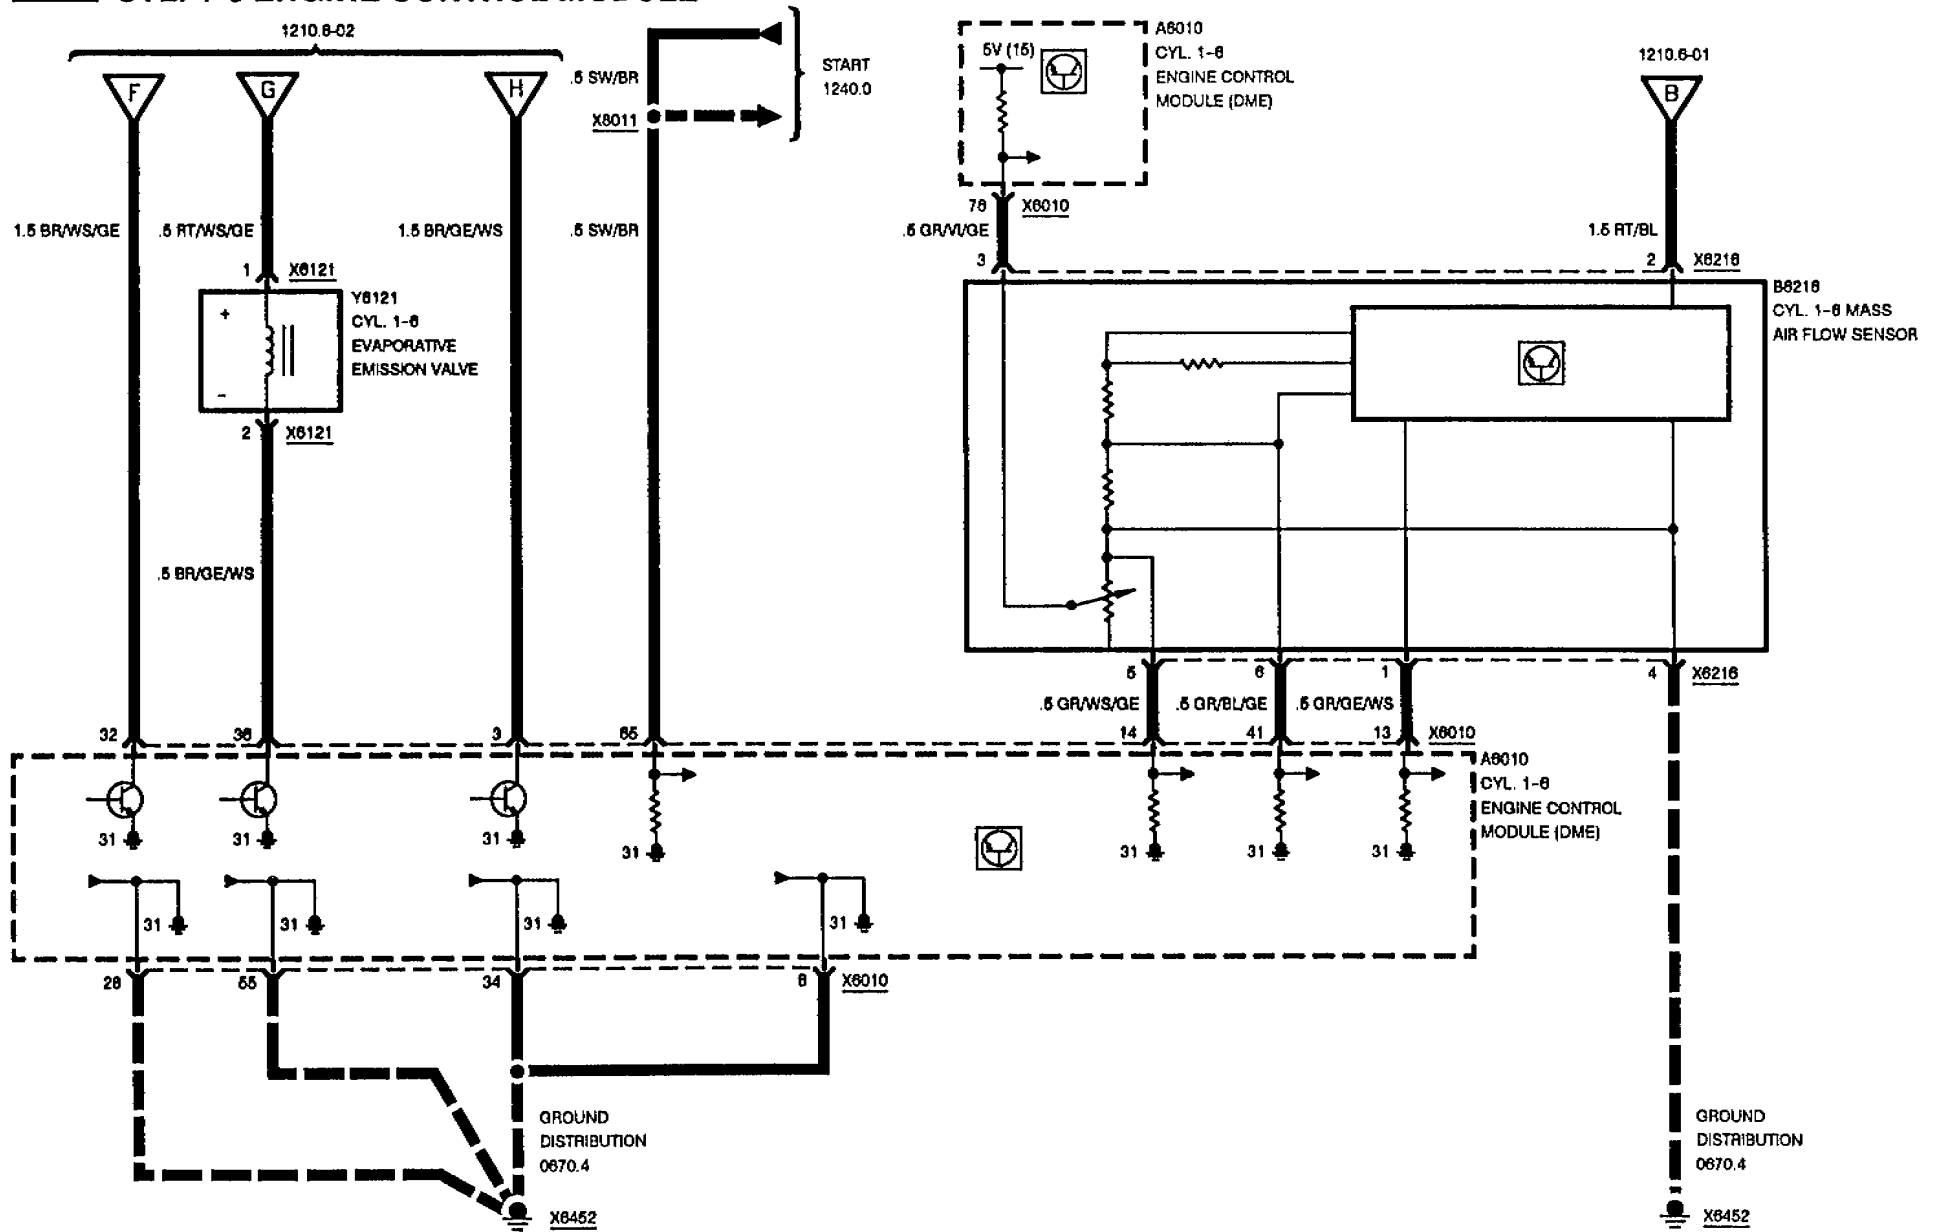 1210.6-02
F
G
H
.5 SW/BR
X8011
START
1240.0
5V (15)
A6010
CYL. 1-6
ENGINE CONTROL
MODULE (DME)
1210.6-01
B
1.5 BR/WS/GE
.5 RT/WS/GE
1.5 BR/GE/WS
.5 SW/BR
78
X6010
.5 GR/VI/GE
3
1.5 RT/BL
2
X6216
1
X6121
Y6121
CYL. 1-6
EVAPORATIVE
EMISSION VALVE
+
-
2
X6121
B6216
CYL. 1-6 MASS
AIR FLOW SENSOR
.5 BR/GE/WS
5
6
1
4
X6216
.5 GR/WS/GE
.5 GR/BL/GE
.5 GR/GE/WS
32
36
3
65
14
41
13
X6010
A6010
CYL. 1-6
ENGINE CONTROL
MODULE (DME)
31
31
31
31
31
31
31
31
31
31
31
28
55
34
6
X6010
GROUND
DISTRIBUTION
0670.4
X6452
GROUND
DISTRIBUTION
0670.4
X6452